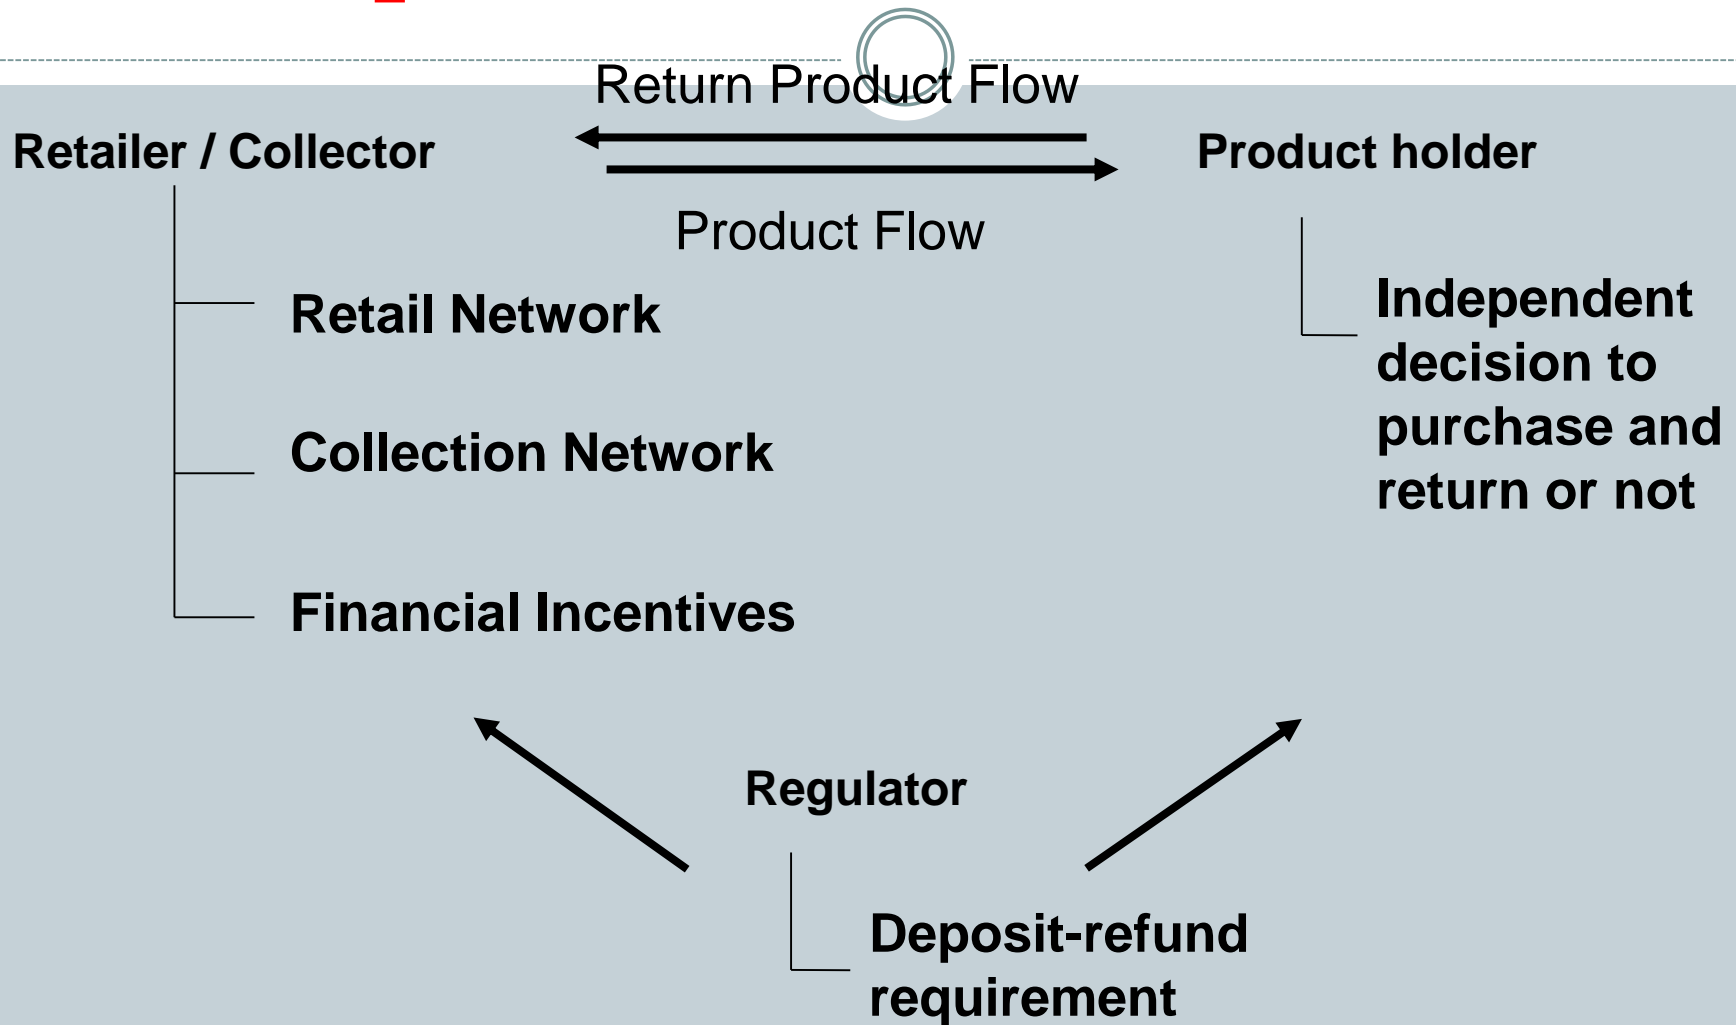 Return Product Flow
Retailer / Collector
Product holder
Product Flow
Retail Network
Collection Network
Financial Incentives
Independent
decision to
purchase and
return or not
Regulator
Deposit-refund
requirement